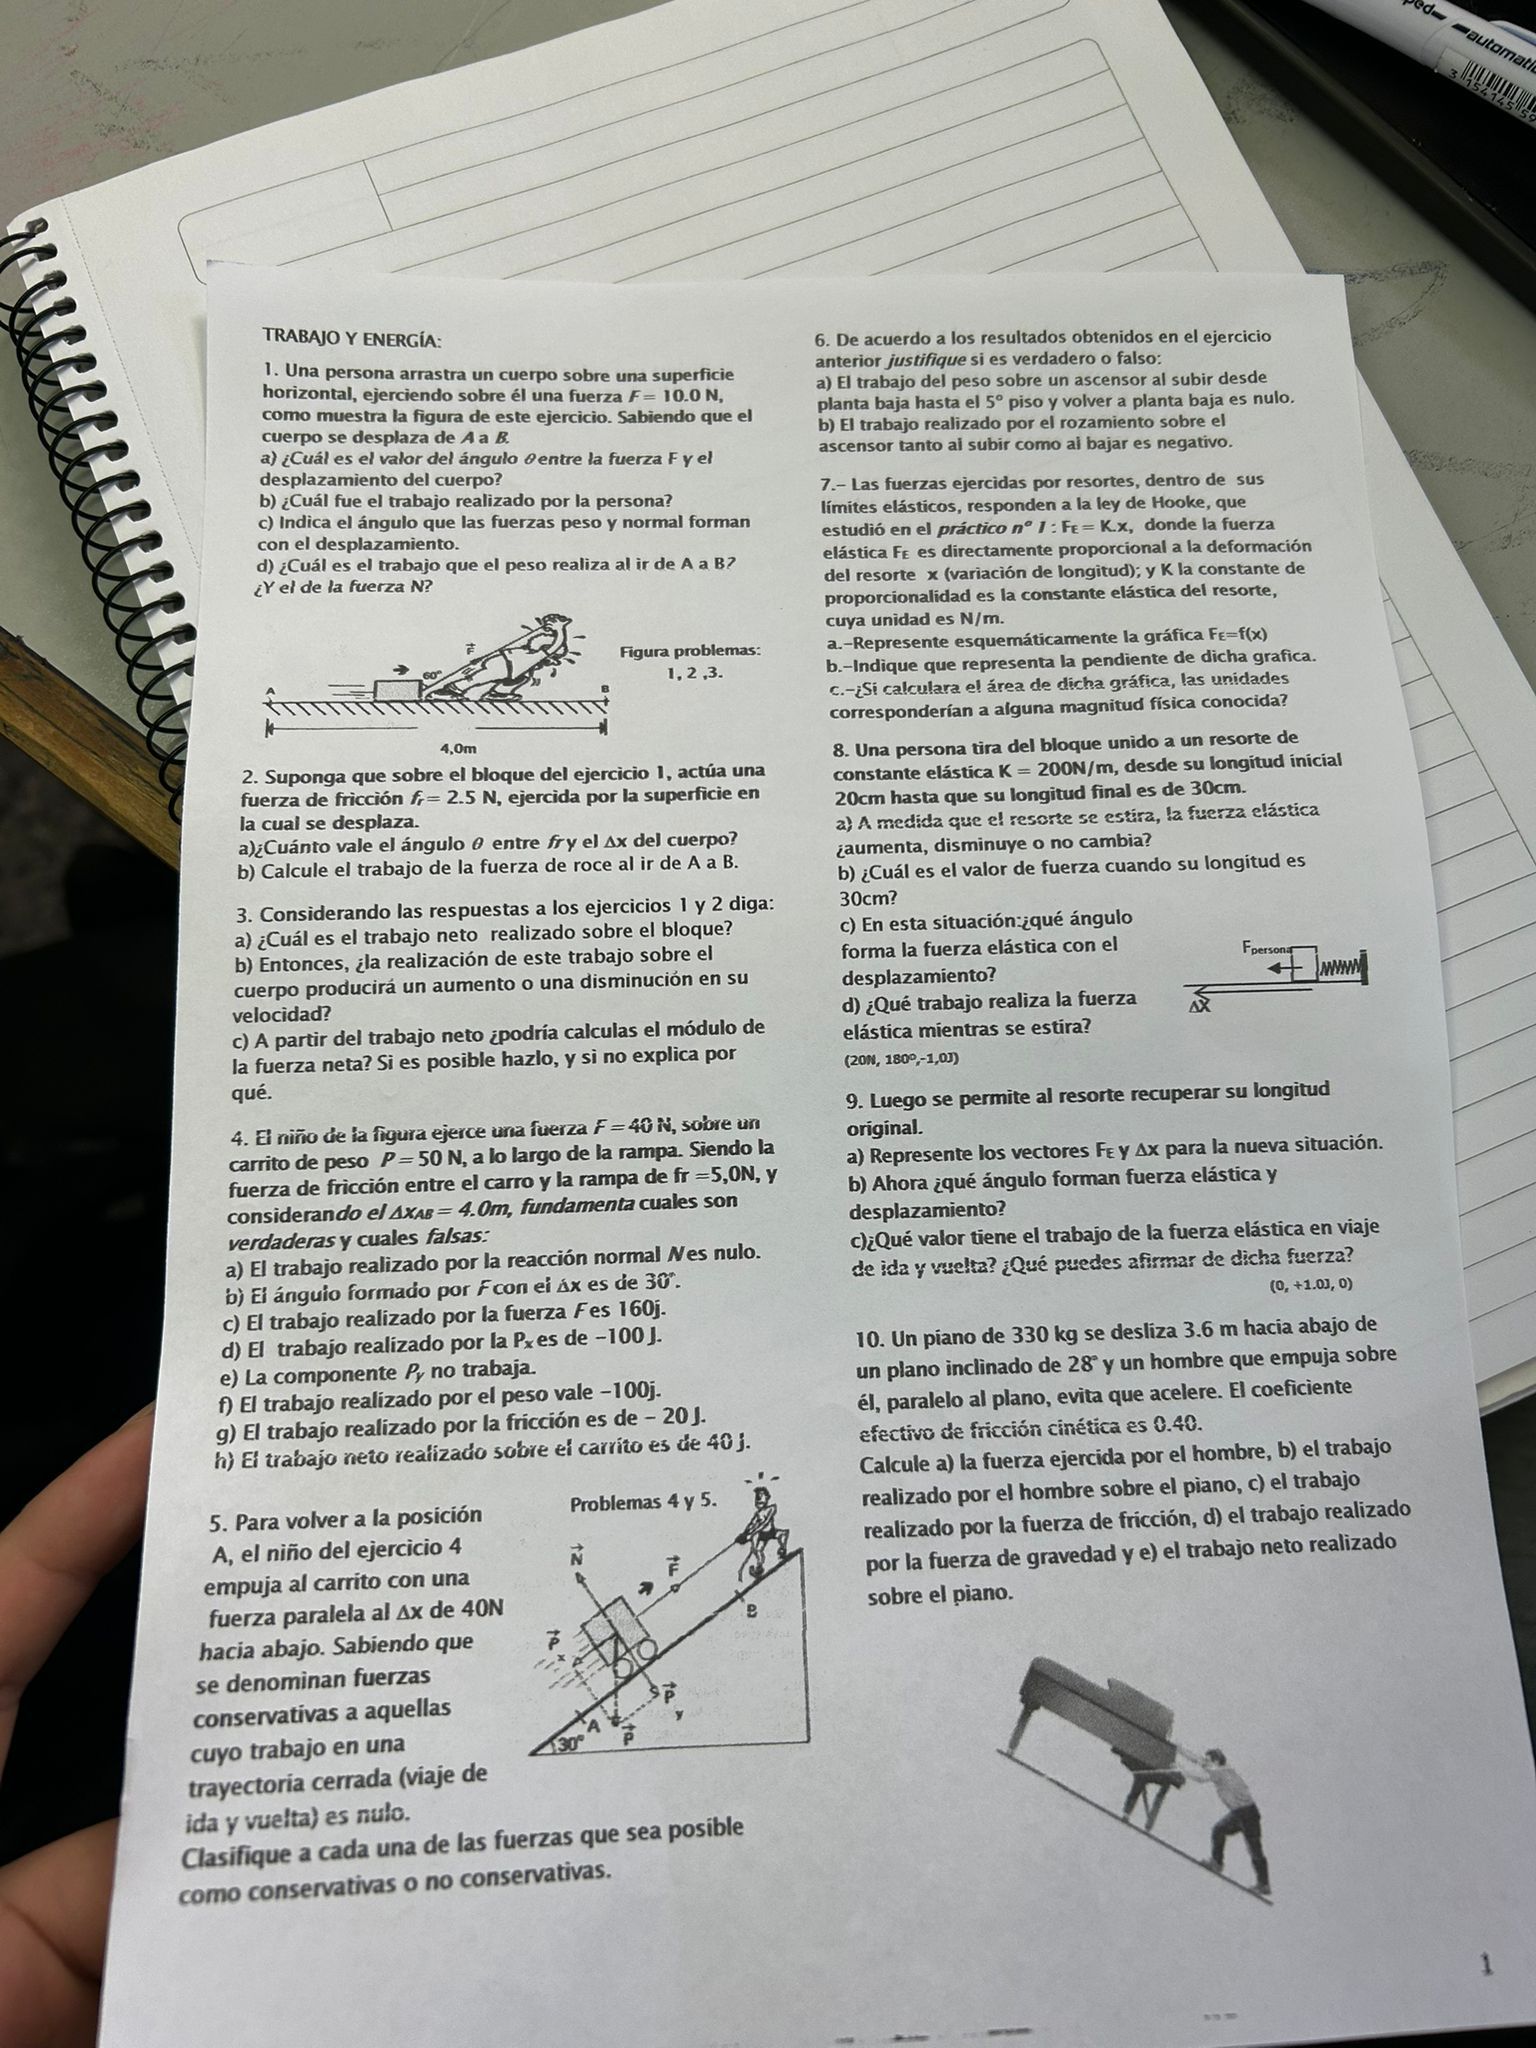 automati
3 154145 59
TRABAJO Y ENERGÍA:
1. Una persona arrastra un cuerpo sobre una superficie
horizontal, ejerciendo sobre él una fuerza F= 10.0 N,
como muestra la figura de este ejercicio. Sabiendo que el
cuerpo se desplaza de A a B.
a) ¿Cuál es el valor del ángulo θ entre la fuerza F y el
desplazamiento del cuerpo?
b) ¿Cuál fue el trabajo realizado por la persona?
c) Indica el ángulo que las fuerzas peso y normal forman
con el desplazamiento.
d) ¿Cuál es el trabajo que el peso realiza al ir de A a B?
¿Y el de la fuerza N?
F
60°
A
B
4,0m
Figura problemas:
1, 2 ,3.
2. Suponga que sobre el bloque del ejercicio 1, actúa una
fuerza de fricción fr= 2.5 N, ejercida por la superficie en
la cual se desplaza.
a)¿Cuánto vale el ángulo θ entre fr y el Δx del cuerpo?
b) Calcule el trabajo de la fuerza de roce al ir de A a B.
3. Considerando las respuestas a los ejercicios 1 y 2 diga:
a) ¿Cuál es el trabajo neto realizado sobre el bloque?
b) Entonces, ¿la realización de este trabajo sobre el
cuerpo producirá un aumento o una disminución en su
velocidad?
c) A partir del trabajo neto ¿podría calculas el módulo de
la fuerza neta? Si es posible hazlo, y si no explica por
qué.
4. El niño de la figura ejerce una fuerza F = 40 N, sobre un
carrito de peso P = 50 N, a lo largo de la rampa. Siendo la
fuerza de fricción entre el carro y la rampa de fr =5,0N, y
considerando el ΔxAB = 4.0m, fundamenta cuales son
verdaderas y cuales falsas:
a) El trabajo realizado por la reacción normal N es nulo.
b) El ángulo formado por F con el Δx es de 30°.
c) El trabajo realizado por la fuerza F es 160j.
d) El trabajo realizado por la Px es de -100 J.
e) La componente Py no trabaja.
f) El trabajo realizado por el peso vale -100j.
g) El trabajo realizado por la fricción es de - 20 J.
h) El trabajo neto realizado sobre el carrito es de 40 j.
5. Para volver a la posición
A, el niño del ejercicio 4
empuja al carrito con una
fuerza paralela al Δx de 40N
hacia abajo. Sabiendo que
se denominan fuerzas
conservativas a aquellas
cuyo trabajo en una
trayectoria cerrada (viaje de
ida y vuelta) es nulo.
Clasifique a cada una de las fuerzas que sea posible
como conservativas o no conservativas.
Problemas 4 y 5.
N
F
B
P x
P y
A
P
30°
6. De acuerdo a los resultados obtenidos en el ejercicio
anterior justifique si es verdadero o falso:
a) El trabajo del peso sobre un ascensor al subir desde
planta baja hasta el 5° piso y volver a planta baja es nulo.
b) El trabajo realizado por el rozamiento sobre el
ascensor tanto al subir como al bajar es negativo.
7.- Las fuerzas ejercidas por resortes, dentro de sus
límites elásticos, responden a la ley de Hooke, que
estudió en el práctico n° 1 : FE = K.x, donde la fuerza
elástica FE es directamente proporcional a la deformación
del resorte x (variación de longitud); y K la constante de
proporcionalidad es la constante elástica del resorte,
cuya unidad es N/m.
a.-Represente esquemáticamente la gráfica FE=f(x)
b.-Indique que representa la pendiente de dicha grafica.
c.-¿Si calculara el área de dicha gráfica, las unidades
corresponderían a alguna magnitud física conocida?
8. Una persona tira del bloque unido a un resorte de
constante elástica K = 200N/m, desde su longitud inicial
20cm hasta que su longitud final es de 30cm.
a) A medida que el resorte se estira, la fuerza elástica
¿aumenta, disminuye o no cambia?
b) ¿Cuál es el valor de fuerza cuando su longitud es
30cm?
c) En esta situación:¿qué ángulo
forma la fuerza elástica con el
desplazamiento?
d) ¿Qué trabajo realiza la fuerza
elástica mientras se estira?
(20N, 180°,-1,0J)
Fpersona
ΔX
9. Luego se permite al resorte recuperar su longitud
original.
a) Represente los vectores FE y Δx para la nueva situación.
b) Ahora ¿qué ángulo forman fuerza elástica y
desplazamiento?
c)¿Qué valor tiene el trabajo de la fuerza elástica en viaje
de ida y vuelta? ¿Qué puedes afirmar de dicha fuerza?
(0, +1.0J, 0)
10. Un piano de 330 kg se desliza 3.6 m hacia abajo de
un plano inclinado de 28° y un hombre que empuja sobre
él, paralelo al plano, evita que acelere. El coeficiente
efectivo de fricción cinética es 0.40.
Calcule a) la fuerza ejercida por el hombre, b) el trabajo
realizado por el hombre sobre el piano, c) el trabajo
realizado por la fuerza de fricción, d) el trabajo realizado
por la fuerza de gravedad y e) el trabajo neto realizado
sobre el piano.
1